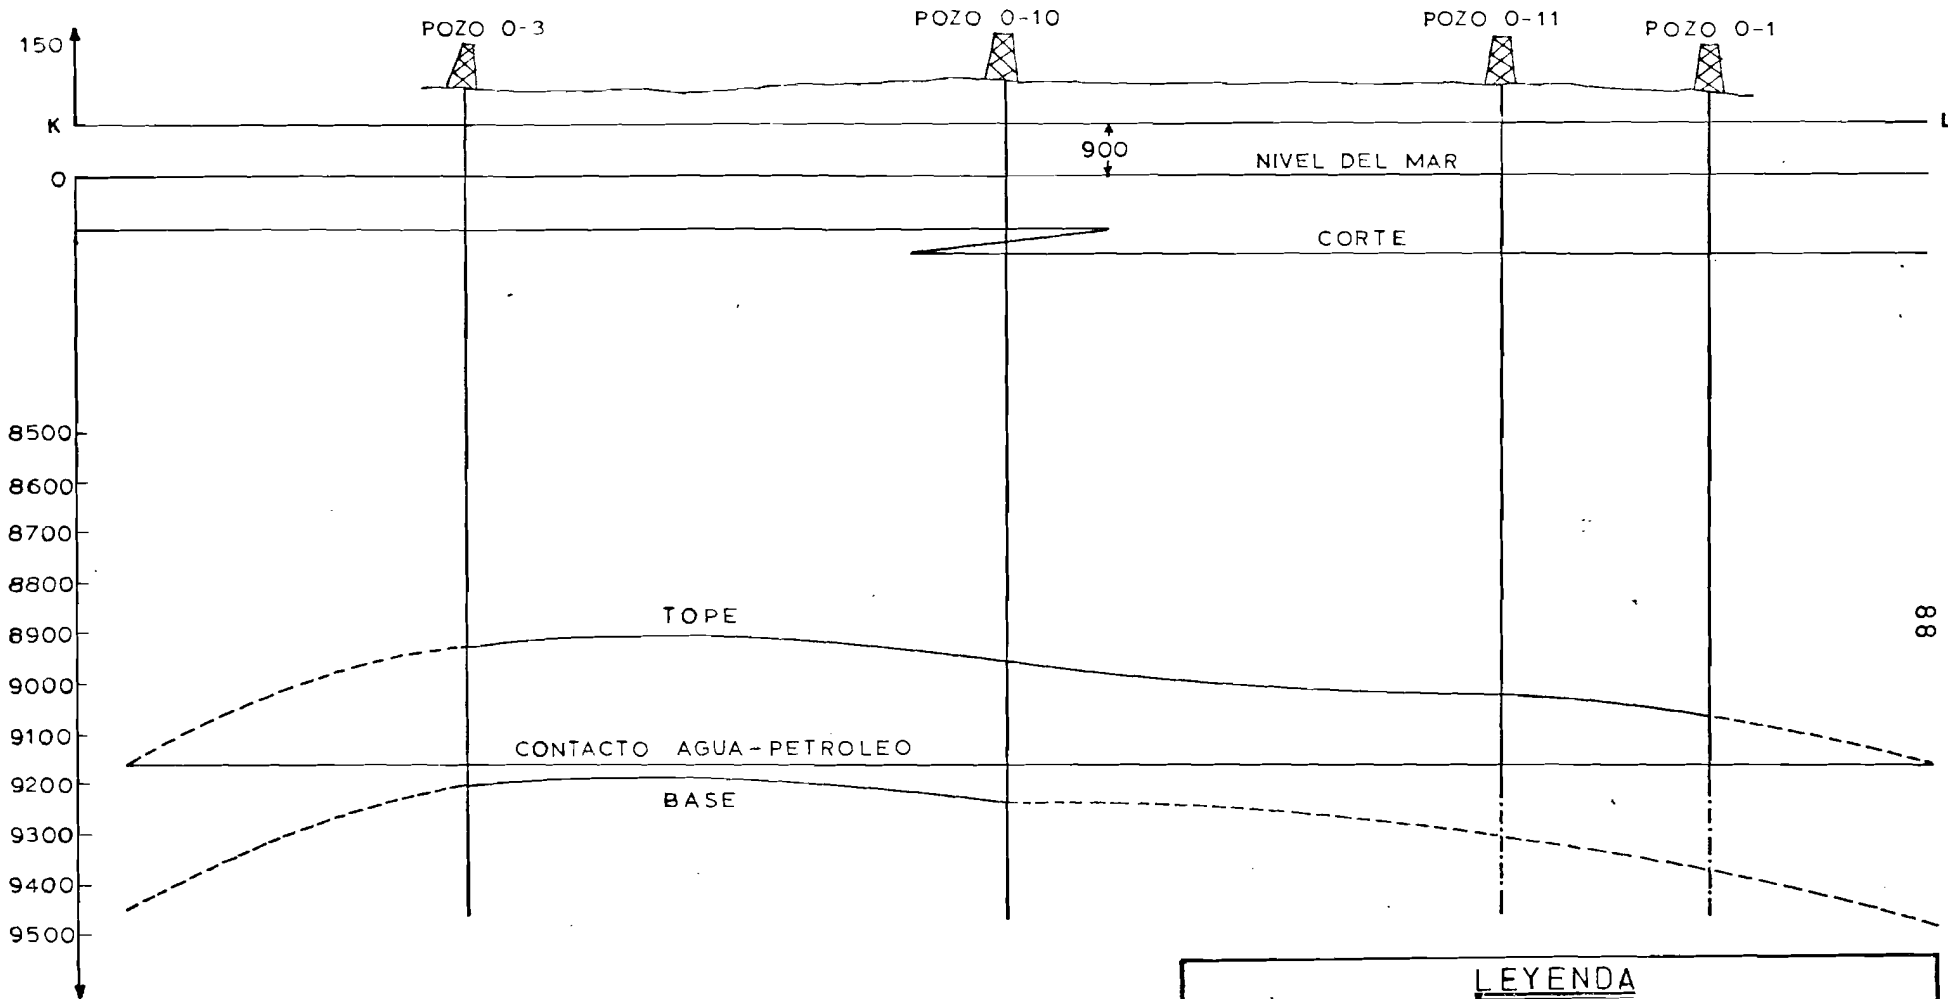 POZO O-3
POZO O-10
POZO O-11
POZO O-1
150
K
L
900
NIVEL DEL MAR
0
CORTE
8500
8600
8700
8800
8900
9000
9100
9200
9300
9400
9500
TOPE
88
CONTACTO AGUA-PETROLEO
BASE
LEYENDA